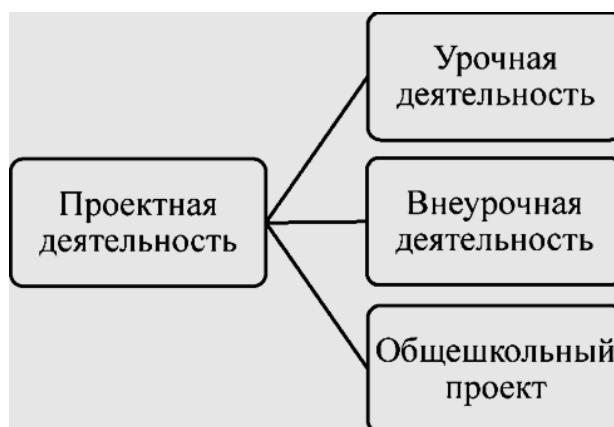 Проектная
деятельность
Урочная
деятельность
Внеурочная
деятельность
Общешкольный
проект